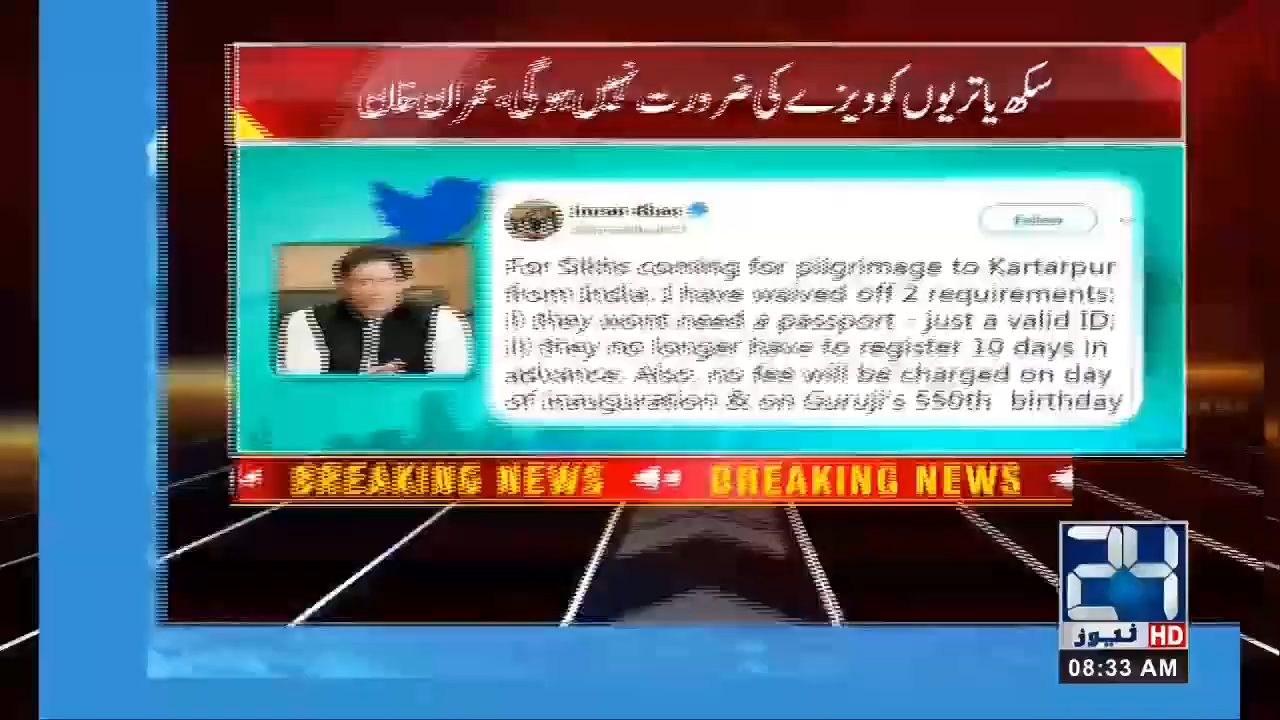 سکھ یاتریوں کو ویزے کی ضرورت نہیں ہو گی، عمران خان
Imran Khan
Follow
For Sikhs coming for pilgrimage to Kartarpur
from India, I have waived off 2 requirements:
i) they wont need a passport - just a valid ID;
ii) they no longer have to register 10 days in
advance. Also, no fee will be charged on day
of inauguration & on Guruji's 550th birthday
BREAKING NEWS BREAKING NEWS
24
نیوز HD
08:33 AM